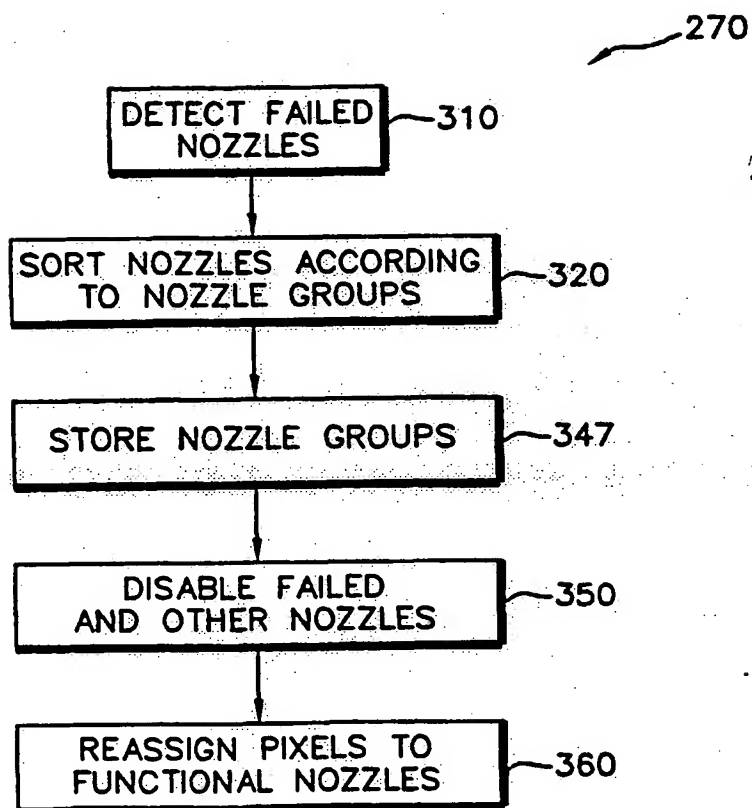 270
DETECT FAILED
NOZZLES
310
SORT NOZZLES ACCORDING
TO NOZZLE GROUPS
320
STORE NOZZLE GROUPS
347
DISABLE FAILED
AND OTHER NOZZLES
350
REASSIGN PIXELS TO
FUNCTIONAL NOZZLES
360